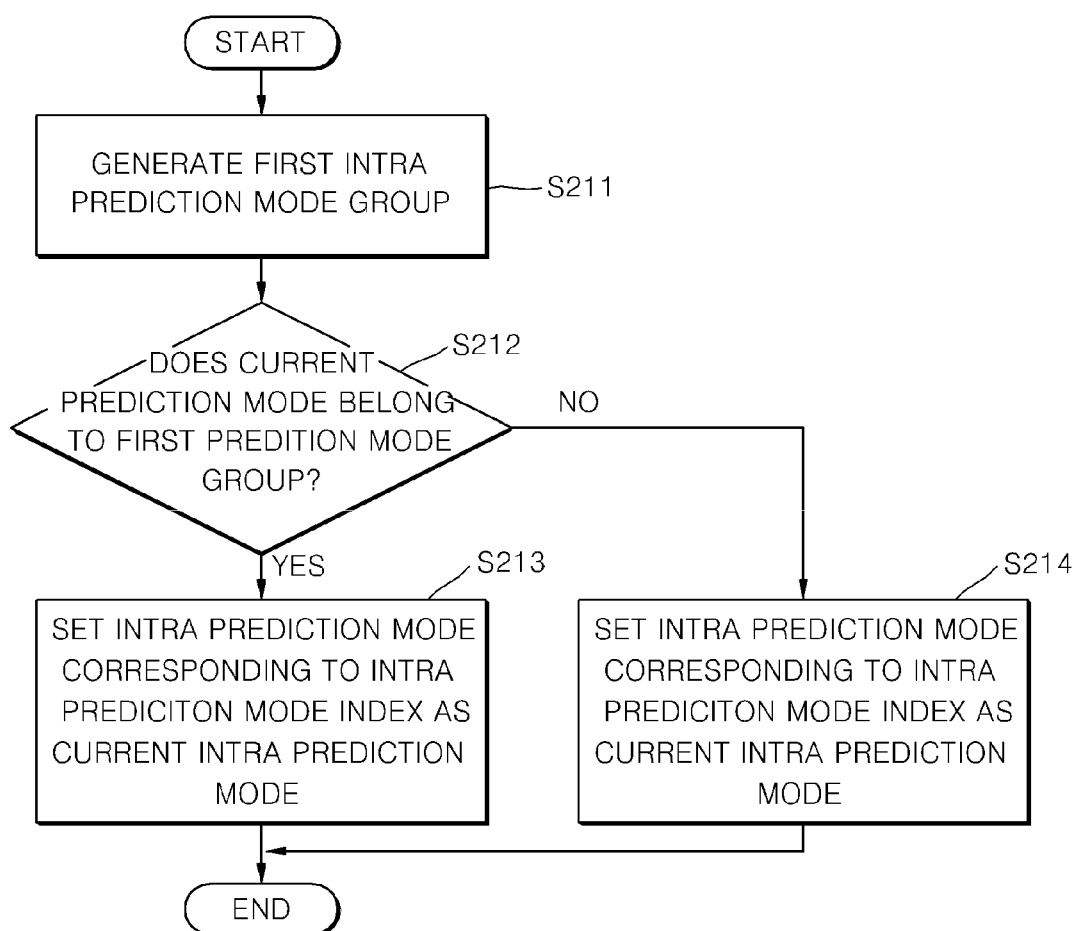 START
GENERATE FIRST INTRA
PREDICTION MODE GROUP
S211
S212
DOES CURRENT
PREDICTION MODE BELONG
TO FIRST PREDITION MODE
GROUP?
NO
YES
S213
SET INTRA PREDICTION MODE
CORRESPONDING TO INTRA
PREDICITON MODE INDEX AS
CURRENT INTRA PREDICTION
MODE
S214
SET INTRA PREDICTION MODE
CORRESPONDING TO INTRA
PREDICITON MODE INDEX AS
CURRENT INTRA PREDICTION
MODE
END